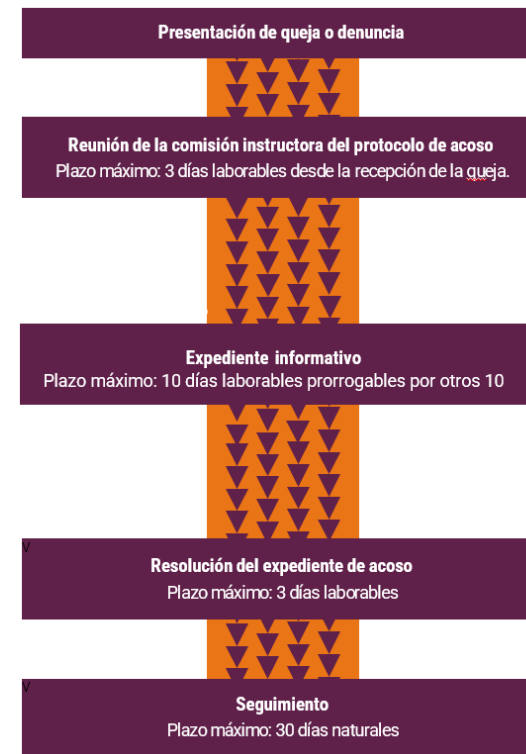 Presentación de queja o denuncia
Reunión de la comisión instructora del protocolo de acoso
Plazo máximo: 3 días laborables desde la recepción de la queja.
Expediente informativo
Plazo máximo: 10 días laborables prorrogables por otros 10
V
Resolución del expediente de acoso
Plazo máximo: 3 días laborables
V
Seguimiento
Plazo máximo: 30 días naturales